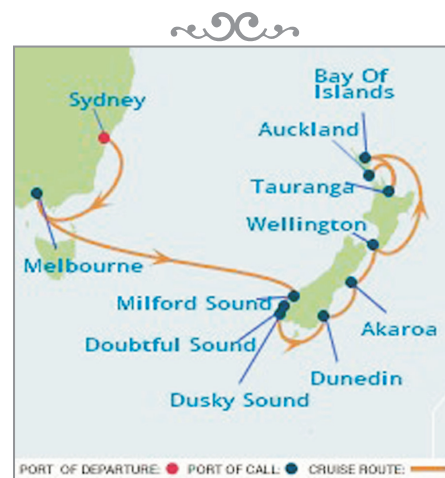 Bay Of
Islands
Sydney
Auckland
Tauranga
Wellington
Melbourne
Milford Sound
Akaroa
Doubtful Sound
Dunedin
Dusky Sound
PORT OF DEPARTURE: PORT OF CALL: CRUISE ROUTE: